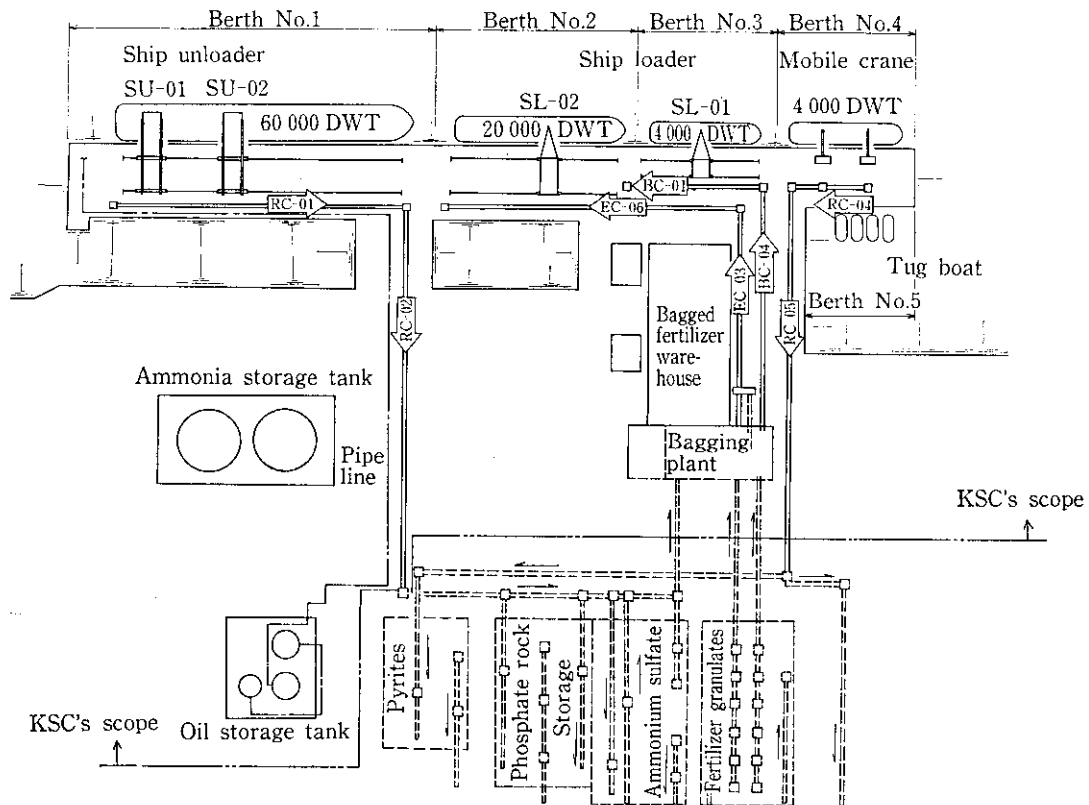 Berth No.1
Berth No.2
Berth No.3
Berth No.4
Ship unloader
Ship loader
Mobile crane
SU-01
SU-02
SL-02
SL-01
60 000 DWT
20 000 DWT
4 000 DWT
4 000 DWT
RC-01
EC-06
BC-01
RC-04
RC-02
EC 03
BC-04
RC-05
Tug boat
Berth No.5
Bagged
fertilizer
ware-
house
Ammonia storage tank
Pipe
line
Bagging
plant
KSC's scope
Pyrites
Phosphate rock
Storage
Ammonium sulfate
Fertilizer granulates
Oil storage tank
KSC's scope